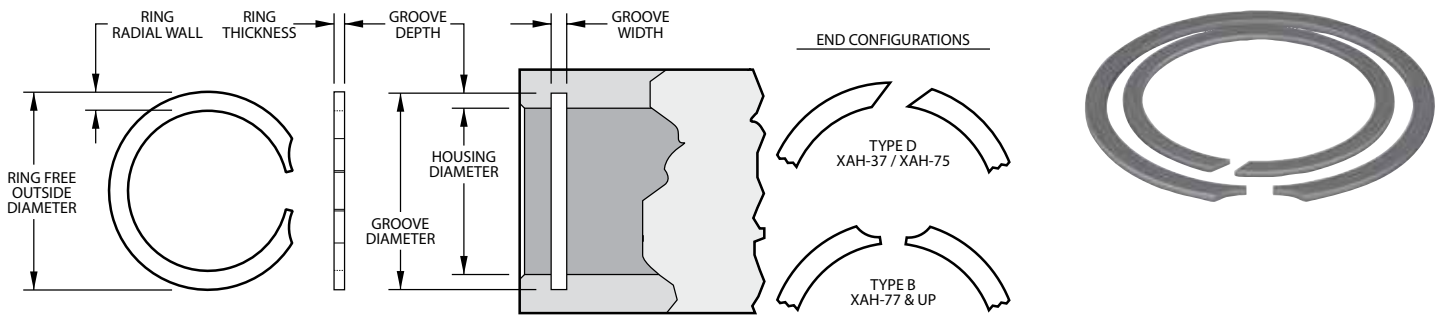 RING
RADIAL WALL
RING
THICKNESS
GROOVE
DEPTH
GROOVE
WIDTH
END CONFIGURATIONS
RING FREE
OUTSIDE
DIAMETER
HOUSING
DIAMETER
GROOVE
DIAMETER
TYPE D
XAH-37 / XAH-75
TYPE B
XAH-77 & UP